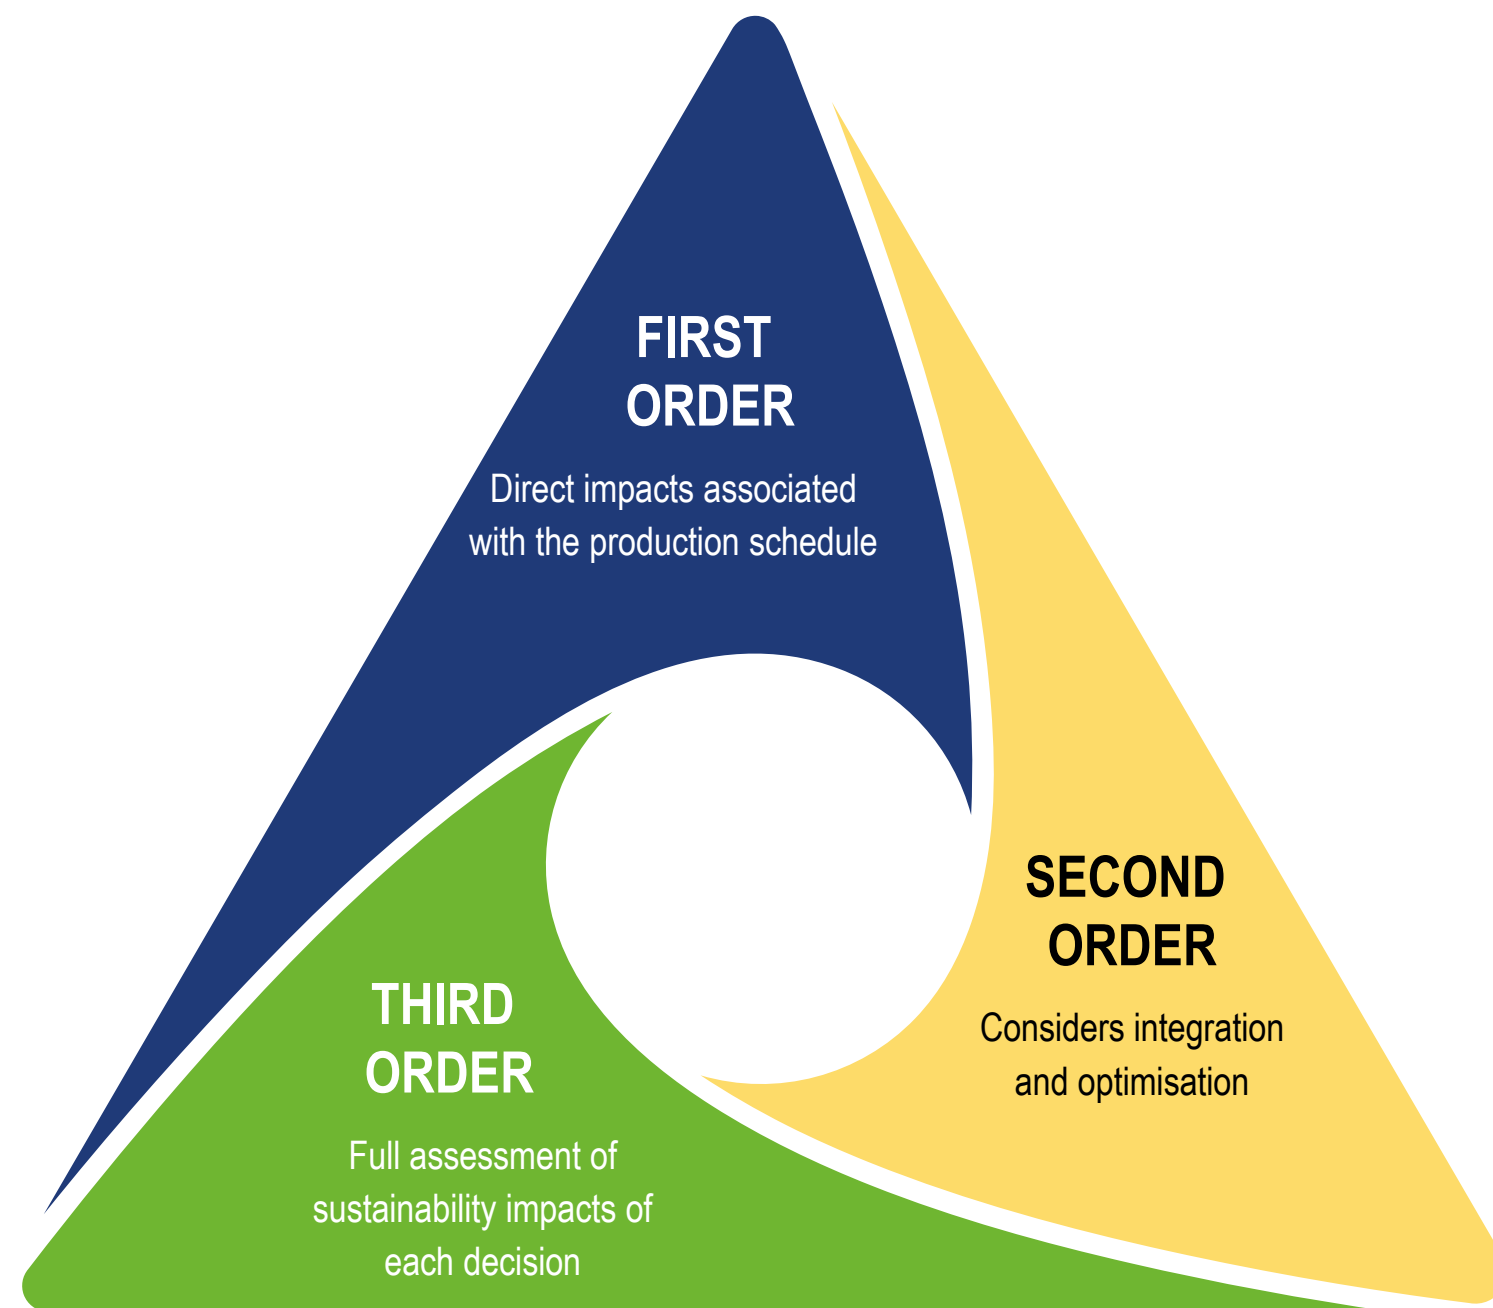 FIRST
ORDER
Direct impacts associated
with the production schedule
SECOND
ORDER
Considers integration
and optimisation
THIRD
ORDER
Full assessment of
sustainability impacts of
each decision